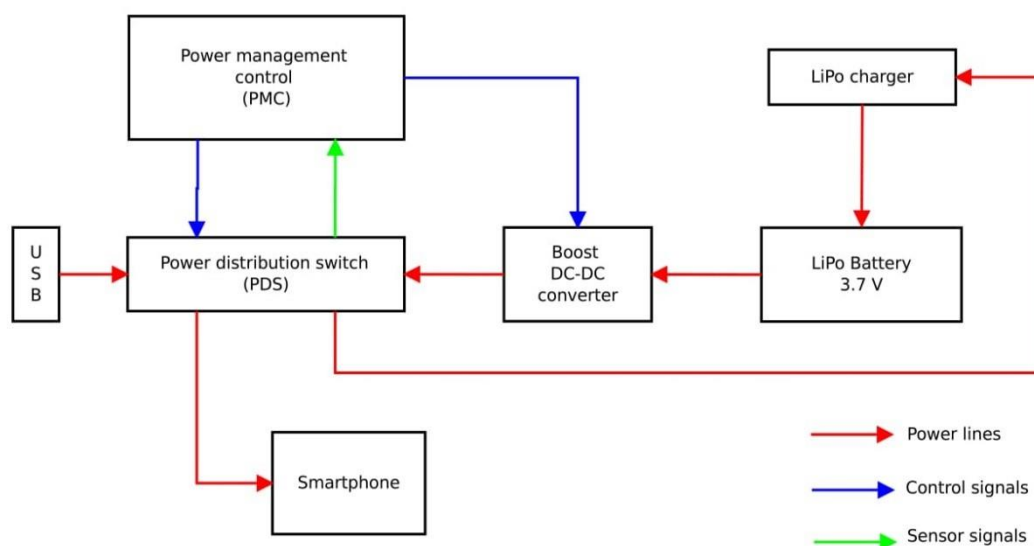 Power management
control
(PMC)
LiPo charger
U
S
B
Power distribution switch
(PDS)
Boost
DC-DC
converter
LiPo Battery
3.7 V
Smartphone
Power lines
Control signals
Sensor signals